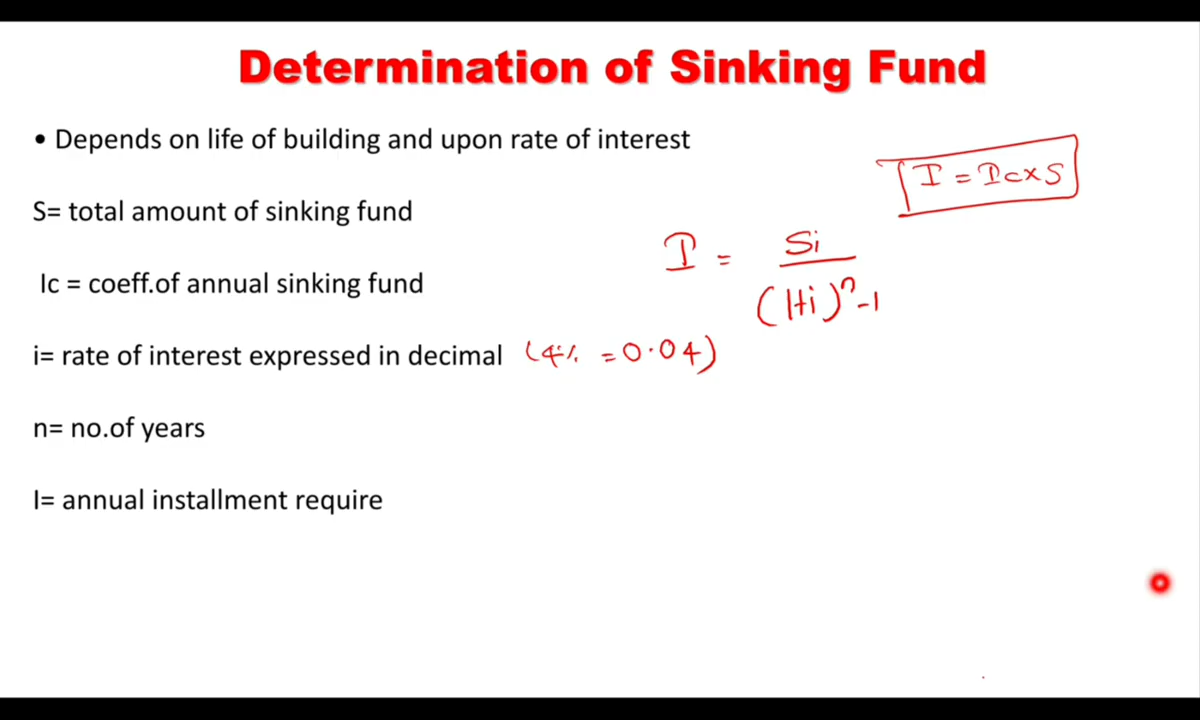 Determination of Sinking Fund
• Depends on life of building and upon rate of interest
I = Ic x S
S= total amount of sinking fund
I = Si / (1+i)^n - 1
Ic = coeff.of annual sinking fund
i= rate of interest expressed in decimal (4% = 0.04)
n= no.of years
I= annual installment require